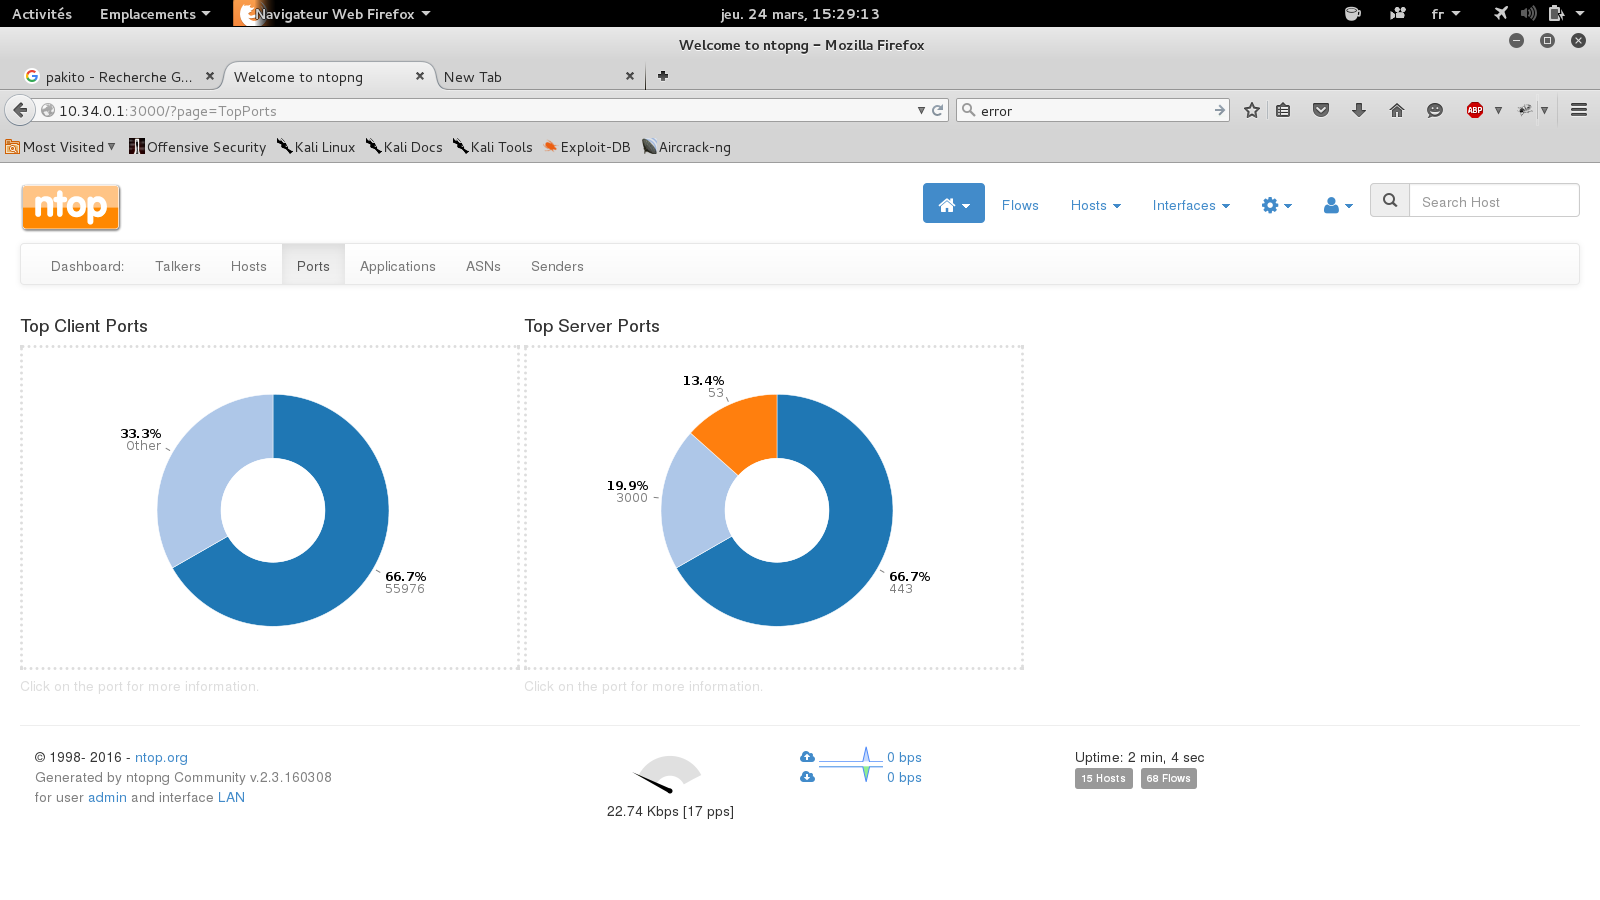 Activités Emplacements Navigateur Web Firefox jeu. 24 mars, 15:29:13 fr
Welcome to ntopng - Mozilla Firefox
pakito - Recherche G... Welcome to ntopng New Tab
10.34.0.1:3000/?page=TopPorts error ABP
Most Visited Offensive Security Kali Linux Kali Docs Kali Tools Exploit-DB Aircrack-ng
ntop Flows Hosts Interfaces Search Host
Dashboard: Talkers Hosts Ports Applications ASNs Senders
Top Client Ports
33.3%
Other
66.7%
55976
Click on the port for more information.
Top Server Ports
13.4%
53
19.9%
3000
66.7%
443
Click on the port for more information.
© 1998- 2016 - ntop.org
Generated by ntopng Community v.2.3.160308
for user admin and interface LAN
22.74 Kbps [17 pps]
0 bps
0 bps
Uptime: 2 min, 4 sec
15 Hosts 68 Flows